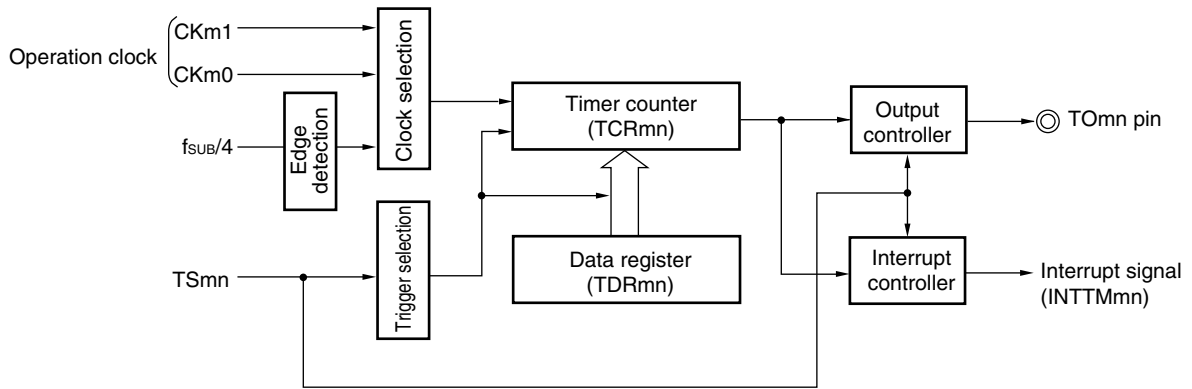 Operation clock
CKm1
CKm0
fSUB/4
Edge
detection
Clock selection
Timer counter
(TCRmn)
Output
controller
TOmn pin
TSmn
Trigger selection
Data register
(TDRmn)
Interrupt
controller
Interrupt signal
(INTTMmn)